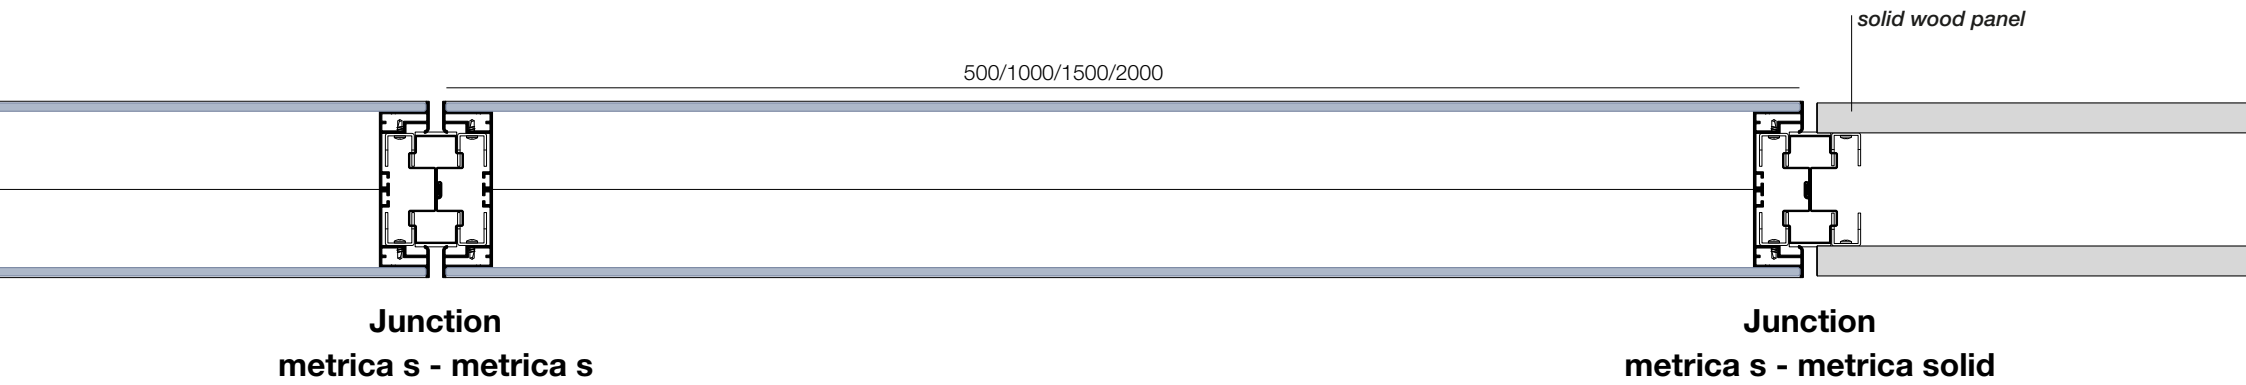 solid wood panel
500/1000/1500/2000
Junction
metrica s - metrica s
Junction
metrica s - metrica solid